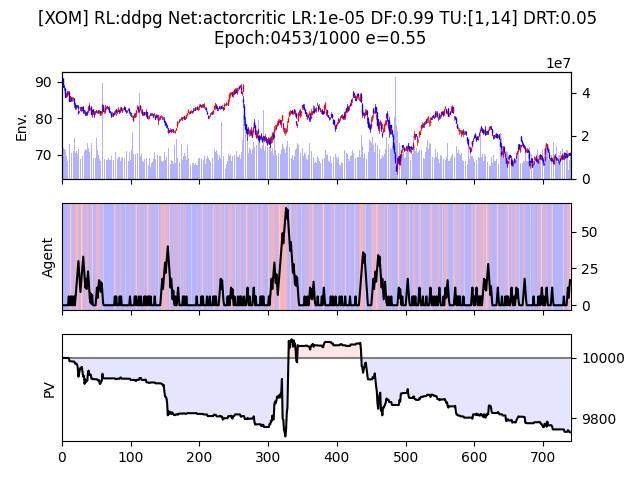 [XOM] RL:ddpg Net:actorcritic LR:1e-05 DF:0.99 TU:[1,14] DRT:0.05
Epoch:0453/1000 e=0.55
1e7
Env.
90
80
70
4
2
0
Agent
50
25
0
PV
10000
9800
0 100 200 300 400 500 600 700